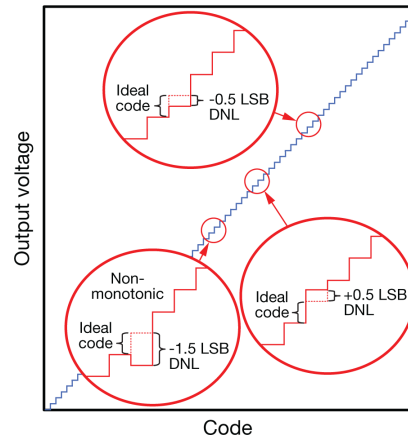 Output voltage
Ideal
code
-0.5 LSB
DNL
Non-
monotonic
Ideal
code
-1.5 LSB
DNL
Ideal
code
+0.5 LSB
DNL
Code